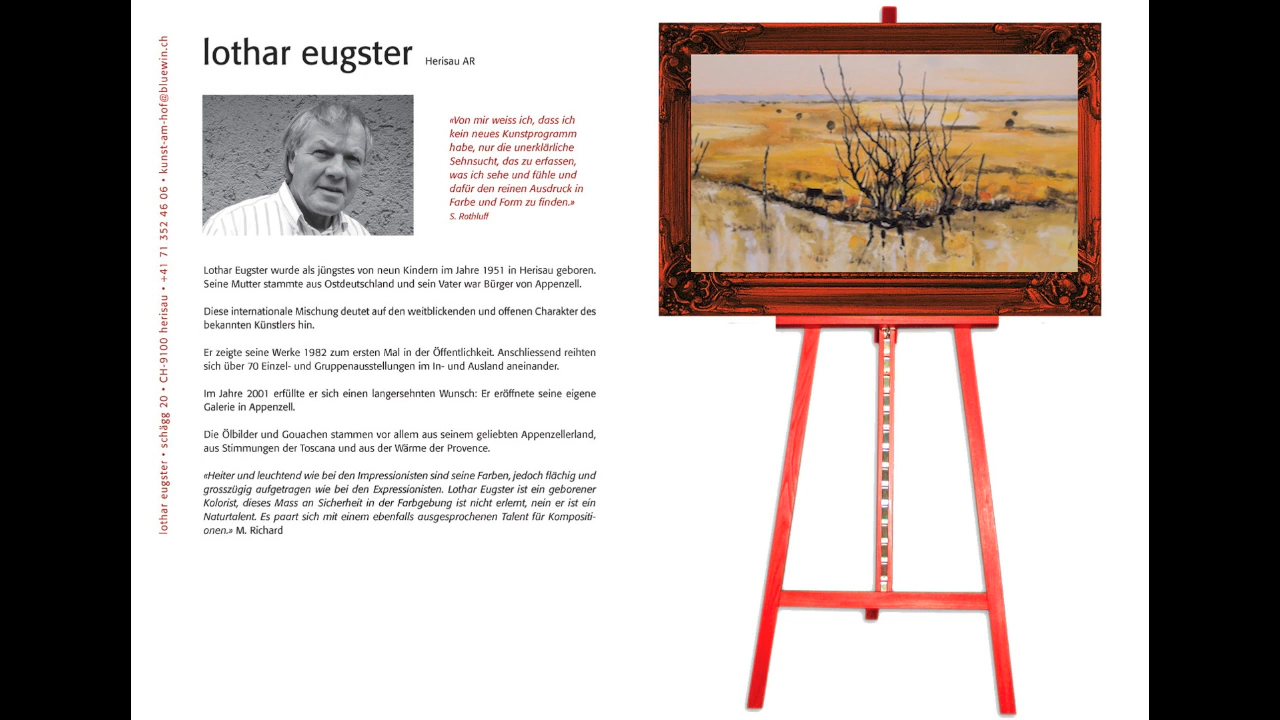 lothar eugster Herisau AR
«Von mir weiss ich, dass ich
kein neues Kunstprogramm
habe, nur die unerklärliche
Sehnsucht, das zu erfassen,
was ich sehe und fühle und
dafür den reinen Ausdruck in
Farbe und Form zu finden.»
S. Rothluff
Lothar Eugster wurde als jüngstes von neun Kindern im Jahre 1951 in Herisau geboren.
Seine Mutter stammte aus Ostdeutschland und sein Vater war Bürger von Appenzell.
Diese internationale Mischung deutet auf den weitblickenden und offenen Charakter des
bekannten Künstlers hin.
Er zeigte seine Werke 1982 zum ersten Mal in der Öffentlichkeit. Anschliessend reihten
sich über 70 Einzel- und Gruppenausstellungen im In- und Ausland aneinander.
Im Jahre 2001 erfüllte er sich einen langersehnten Wunsch: Er eröffnete seine eigene
Galerie in Appenzell.
Die Ölbilder und Gouachen stammen vor allem aus seinem geliebten Appenzellerland,
aus Stimmungen der Toscana und aus der Wärme der Provence.
«Heiter und leuchtend wie bei den Impressionisten sind seine Farben, jedoch flächig und
grosszügig aufgetragen wie bei den Expressionisten. Lothar Eugster ist ein geborener
Kolorist, dieses Mass an Sicherheit in der Farbgebung ist nicht erlernt, nein er ist ein
Naturtalent. Es paart sich mit einem ebenfalls ausgesprochenen Talent für Kompositi-
onen.» M. Richard
lothar eugster • schägg 20 • CH-9100 herisau • +41 71 352 46 06 • kunst-am-hof@bluewin.ch